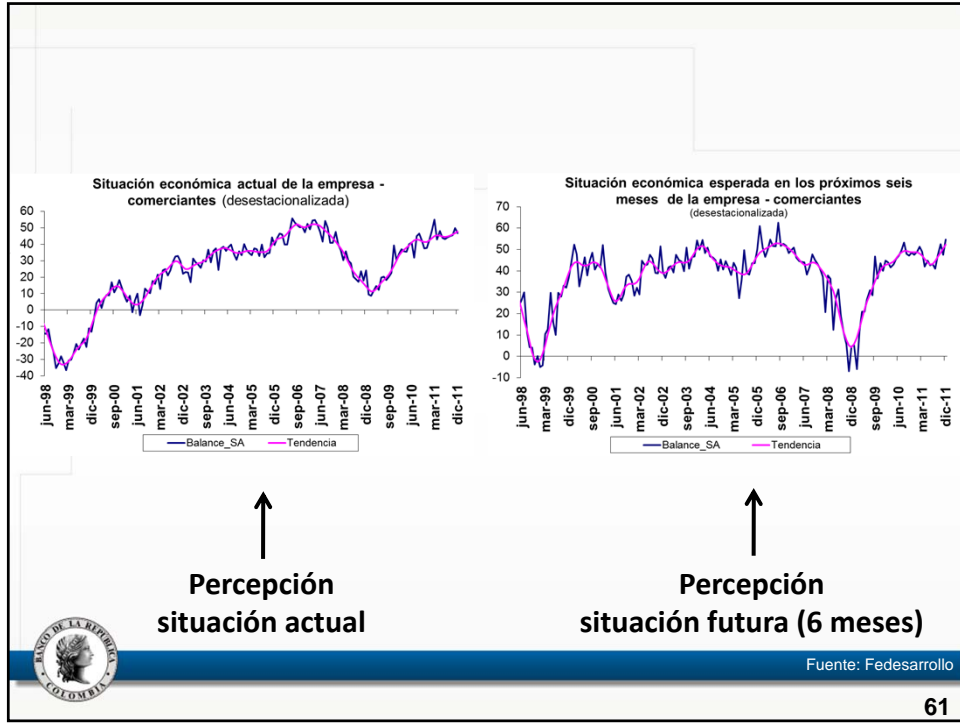 Situación económica actual de la empresa -
comerciantes (desestacionalizada)
60
50
40
30
20
10
0
-10
-20
-30
-40
jun-98
mar-99
dic-99
sep-00
jun-01
mar-02
dic-02
sep-03
jun-04
mar-05
dic-05
sep-06
jun-07
mar-08
dic-08
sep-09
jun-10
mar-11
dic-11
Balance_SA
Tendencia
Situación económica esperada en los próximos seis
meses de la empresa - comerciantes
(desestacionalizada)
70
60
50
40
30
20
10
0
-10
jun-98
mar-99
dic-99
sep-00
jun-01
mar-02
dic-02
sep-03
jun-04
mar-05
dic-05
sep-06
jun-07
mar-08
dic-08
sep-09
jun-10
mar-11
dic-11
Balance_SA
Tendencia
Percepción
situación actual
Percepción
situación futura (6 meses)
BANCO DE LA REPÚBLICA
COLOMBIA
Fuente: Fedesarrollo
61